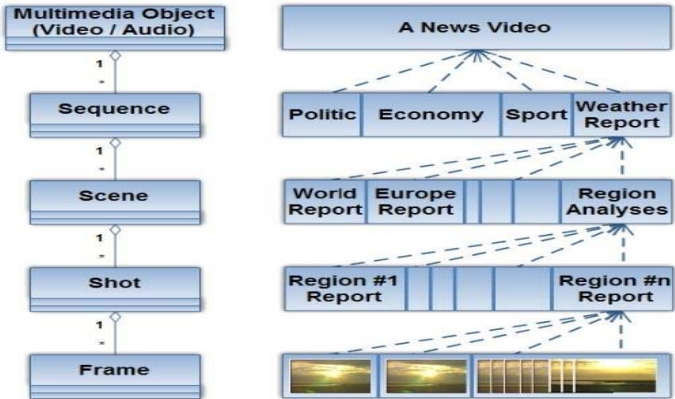 Multimedia Object
(Video / Audio)
1
*
Sequence
1
*
Scene
1
*
Shot
1
*
Frame
A News Video
Politic
Economy
Sport
Weather
Report
World
Report
Europe
Report
Region
Analyses
Region #1
Report
Region #n
Report